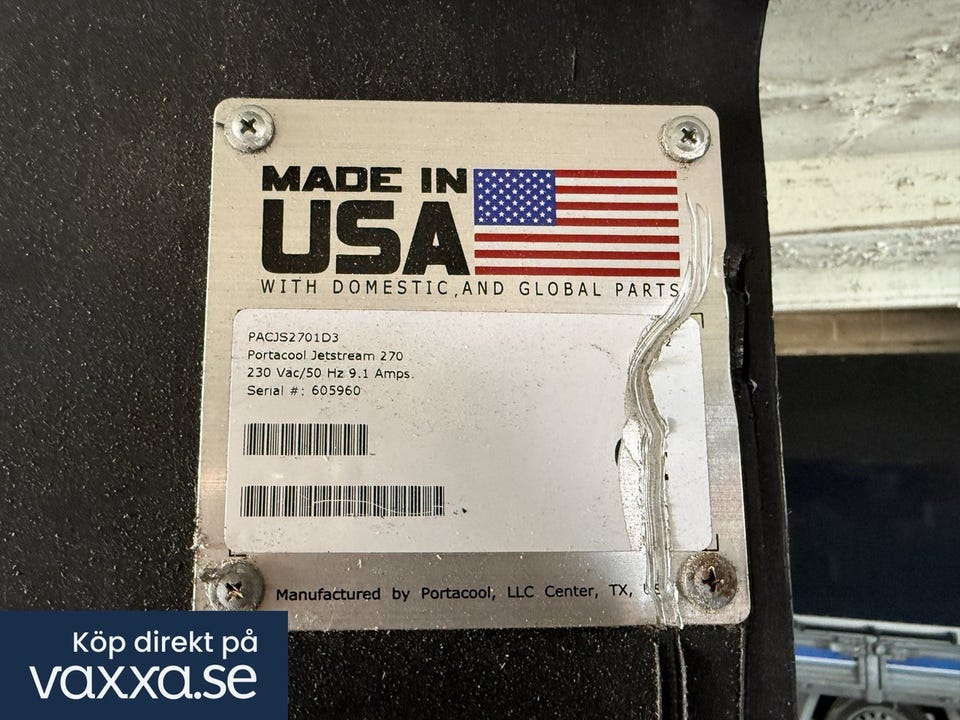 MADE IN
USA
WITH DOMESTIC, AND GLOBAL PARTS
PACJS2701D3
Portacool Jetstream 270
230 Vac/50 Hz 9.1 Amps.
Serial #: 605960
Manufactured by Portacool, LLC Center, TX,
Köp direkt på
vaxxa.se